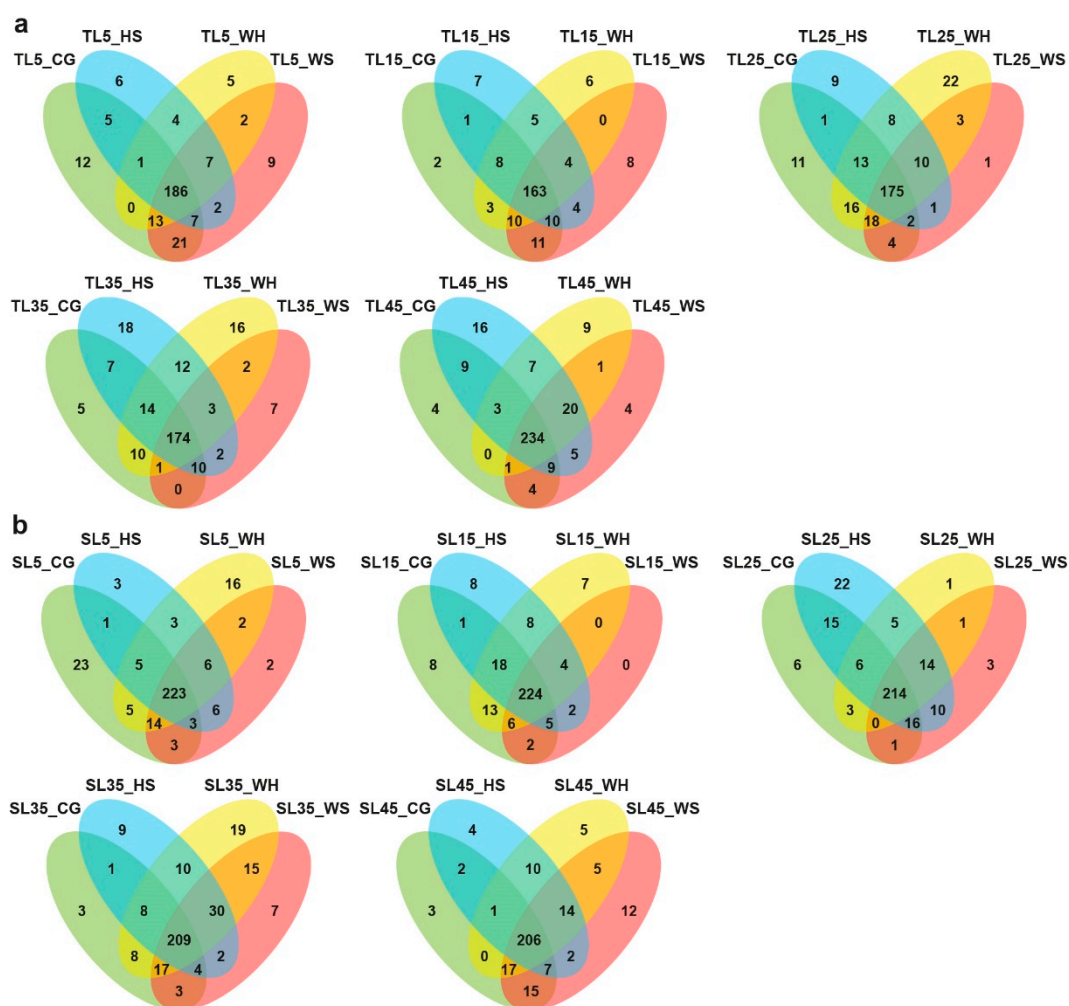 a
TL5_HS TL5_WH
TL5_CG TL5_WS
6 5
5 4 2
12 1 7 9
186
0 13 7 2
21
TL15_HS TL15_WH
TL15_CG TL15_WS
7 6
1 5 0
2 8 4 8
163
3 10 10 4
11
TL25_HS TL25_WH
TL25_CG TL25_WS
9 22
1 8 3
11 13 10 1
175
16 18 2 1
4
TL35_HS TL35_WH
TL35_CG TL35_WS
18 16
7 12 2
5 14 3 7
174
10 1 10 2
0
TL45_HS TL45_WH
TL45_CG TL45_WS
16 9
9 7 1
4 3 20 4
234
0 1 9 5
4
b
SL5_HS SL5_WH
SL5_CG SL5_WS
3 16
1 3 2
23 5 6 2
223
5 14 3 6
3
SL15_HS SL15_WH
SL15_CG SL15_WS
8 7
1 8 0
8 18 4 0
224
13 6 5 2
2
SL25_HS SL25_WH
SL25_CG SL25_WS
22 1
15 5 1
6 6 14 3
214
3 0 16 10
1
SL35_HS SL35_WH
SL35_CG SL35_WS
9 19
1 10 15
3 8 30 7
209
8 17 4 2
3
SL45_HS SL45_WH
SL45_CG SL45_WS
4 5
2 10 5
3 1 14 12
206
0 17 7 2
15